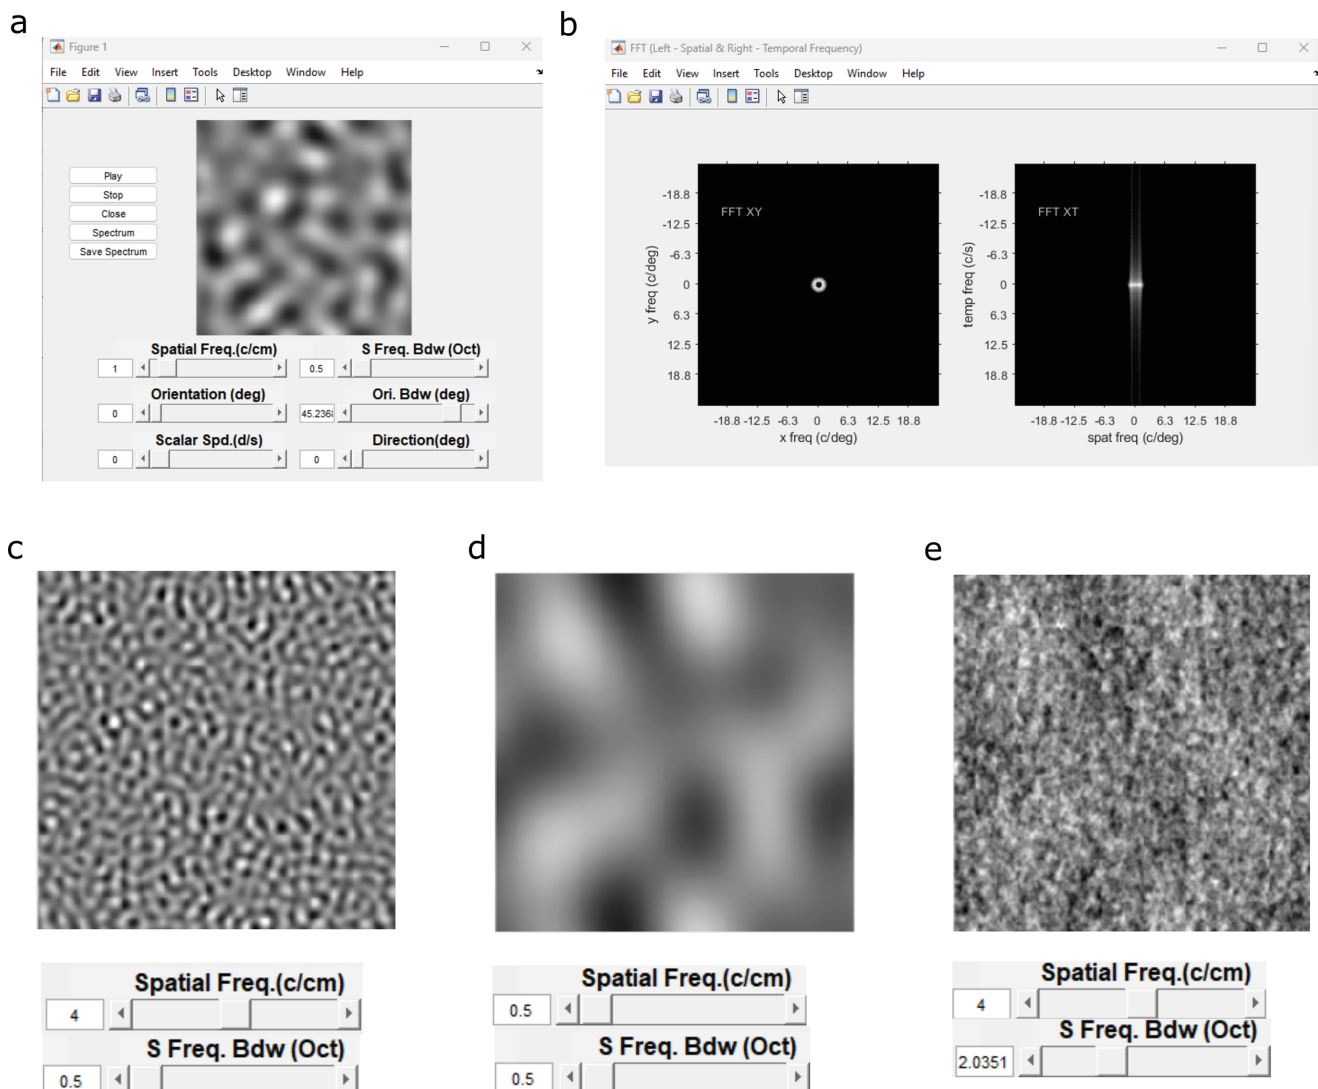 a
Figure 1
File Edit View Insert Tools Desktop Window Help
Play
Stop
Close
Spectrum
Save Spectrum
Spatial Freq.(c/cm) S Freq. Bdw (Oct)
1 0.5
Orientation (deg) Ori. Bdw (deg)
0 45.236
Scalar Spd.(d/s) Direction(deg)
0 0
b
FFT (Left - Spatial & Right - Temporal Frequency)
File Edit View Insert Tools Desktop Window Help
FFT XY
y freq (c/deg)
-18.8
-12.5
-6.3
0
6.3
12.5
18.8
-18.8 -12.5 -6.3 0 6.3 12.5 18.8
x freq (c/deg)
FFT XT
temp freq (c/s)
-18.8
-12.5
-6.3
0
6.3
12.5
18.8
-18.8 -12.5 -6.3 0 6.3 12.5 18.8
spat freq (c/deg)
c
Spatial Freq.(c/cm)
4
S Freq. Bdw (Oct)
0.5
d
Spatial Freq.(c/cm)
0.5
S Freq. Bdw (Oct)
0.5
e
Spatial Freq.(c/cm)
4
S Freq. Bdw (Oct)
2.0351